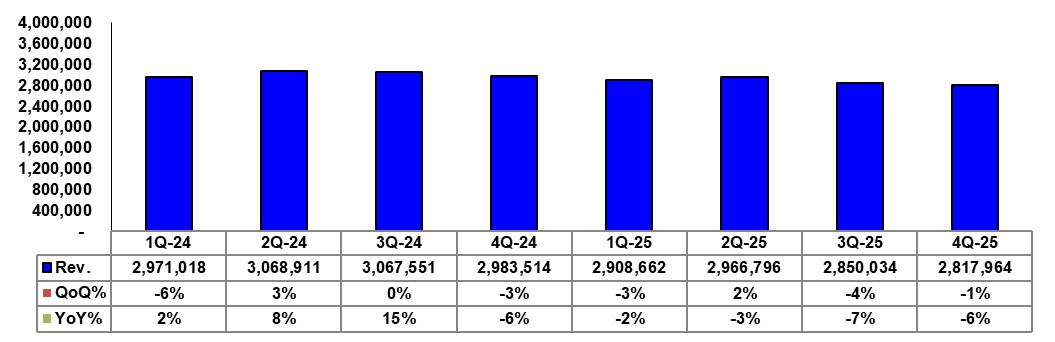 4,000,000
3,600,000
3,200,000
2,800,000
2,400,000
2,000,000
1,600,000
1,200,000
800,000
400,000
-
1Q-24 2Q-24 3Q-24 4Q-24 1Q-25 2Q-25 3Q-25 4Q-25
Rev. 2,971,018 3,068,911 3,067,551 2,983,514 2,908,662 2,966,796 2,850,034 2,817,964
QoQ% -6% 3% 0% -3% -3% 2% -4% -1%
YoY% 2% 8% 15% -6% -2% -3% -7% -6%